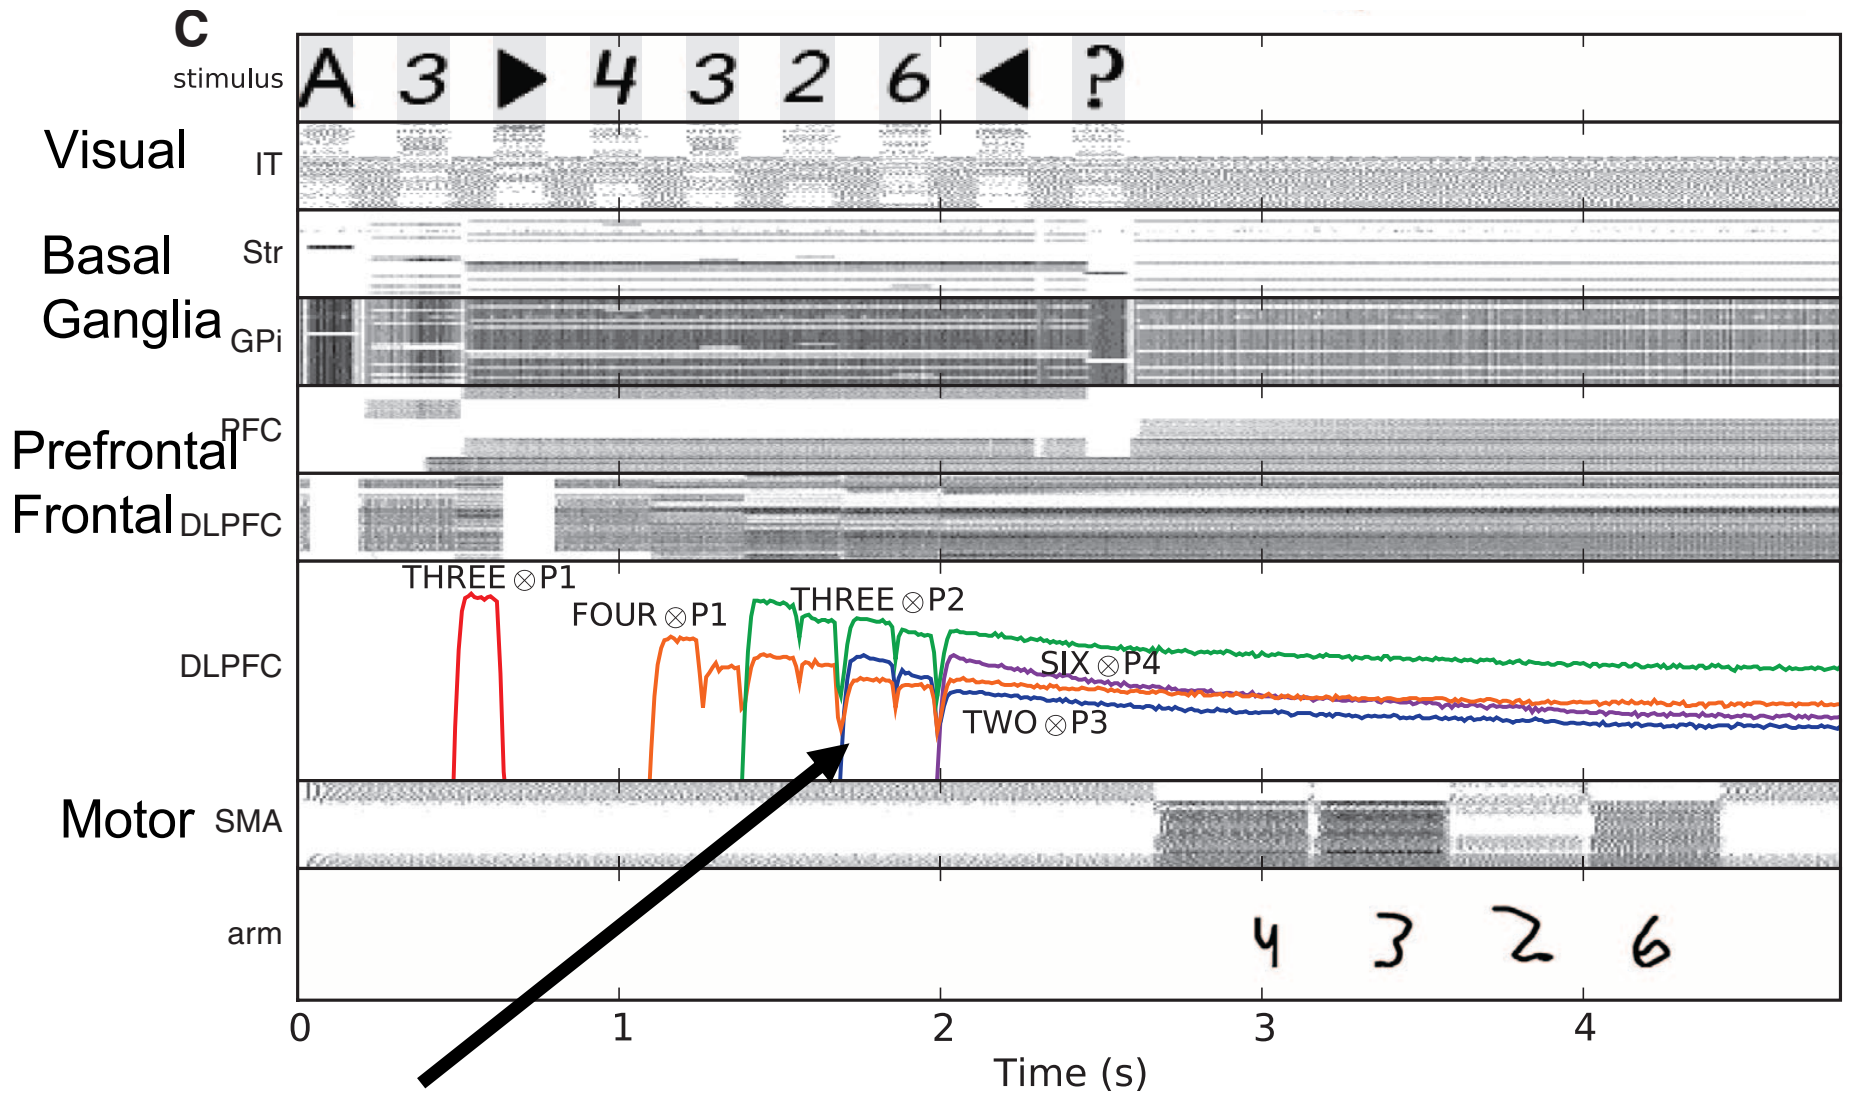 C
stimulus A 3 ▶ 4 3 2 6 ◀ ?
Visual IT
Basal Str
Ganglia GPi
PFC
Prefrontal
Frontal DLPFC
THREE⊗P1
FOUR⊗P1 THREE⊗P2
DLPFC SIX⊗P4
TWO⊗P3
Motor SMA
arm 4 3 2 6
0 1 2 3 4
Time (s)